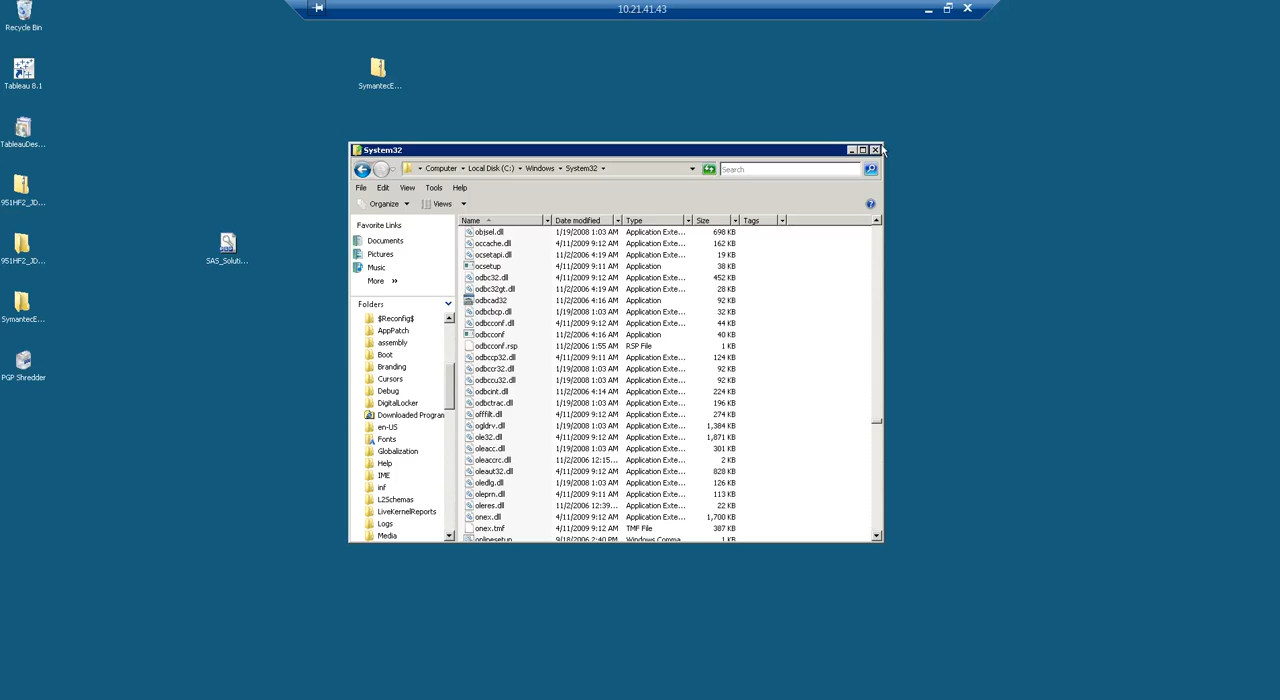 10.21.41.43
Recycle Bin
Tableau 8.1
TableauDes...
951HF2_JD...
951HF2_JD...
SymantecE...
PGP Shredder
SymantecE...
SAS_Soluti...
System32
Computer Local Disk (C:) Windows System32
Search
File Edit View Tools Help
Organize Views
Favorite Links
Documents
Pictures
Music
More »
Folders
$Reconfig$
AppPatch
assembly
Boot
Branding
Cursors
Debug
DigitalLocker
Downloaded Program
en-US
Fonts
Globalization
Help
IME
inf
L2Schemas
LiveKernelReports
Logs
Media
Name Date modified Type Size Tags
objsel.dll 1/19/2008 1:03 AM Application Exte... 698 KB
occache.dll 4/11/2009 9:12 AM Application Exte... 162 KB
ocsetapi.dll 11/2/2006 4:19 AM Application Exte... 19 KB
ocsetup 4/11/2009 9:11 AM Application 38 KB
odbc32.dll 4/11/2009 9:12 AM Application Exte... 452 KB
odbc32gt.dll 11/2/2006 4:19 AM Application Exte... 28 KB
odbcad32 11/2/2006 4:16 AM Application 92 KB
odbcbcp.dll 1/19/2008 1:03 AM Application Exte... 32 KB
odbcconf.dll 4/11/2009 9:12 AM Application Exte... 44 KB
odbcconf 11/2/2006 4:16 AM Application 40 KB
odbcconf.rsp 11/2/2006 1:55 AM RSP File 1 KB
odbccp32.dll 4/11/2009 9:11 AM Application Exte... 124 KB
odbccr32.dll 1/19/2008 1:03 AM Application Exte... 92 KB
odbccu32.dll 1/19/2008 1:03 AM Application Exte... 92 KB
odbcint.dll 11/2/2006 4:14 AM Application Exte... 224 KB
odbctrac.dll 1/19/2008 1:03 AM Application Exte... 196 KB
offfilt.dll 4/11/2009 9:12 AM Application Exte... 274 KB
ogldrv.dll 1/19/2008 1:03 AM Application Exte... 1,384 KB
ole32.dll 4/11/2009 9:12 AM Application Exte... 1,871 KB
oleacc.dll 1/19/2008 1:03 AM Application Exte... 301 KB
oleaccrc.dll 11/2/2006 12:15... Application Exte... 2 KB
oleaut32.dll 4/11/2009 9:12 AM Application Exte... 828 KB
oledlg.dll 1/19/2008 1:03 AM Application Exte... 126 KB
oleprn.dll 4/11/2009 9:11 AM Application Exte... 113 KB
oleres.dll 11/2/2006 12:39... Application Exte... 22 KB
onex.dll 4/11/2009 9:12 AM Application Exte... 1,700 KB
onex.tmf 4/11/2009 9:12 AM TMF File 387 KB
onlinesetup 9/18/2006 2:40 PM Windows Comma... 1 KB